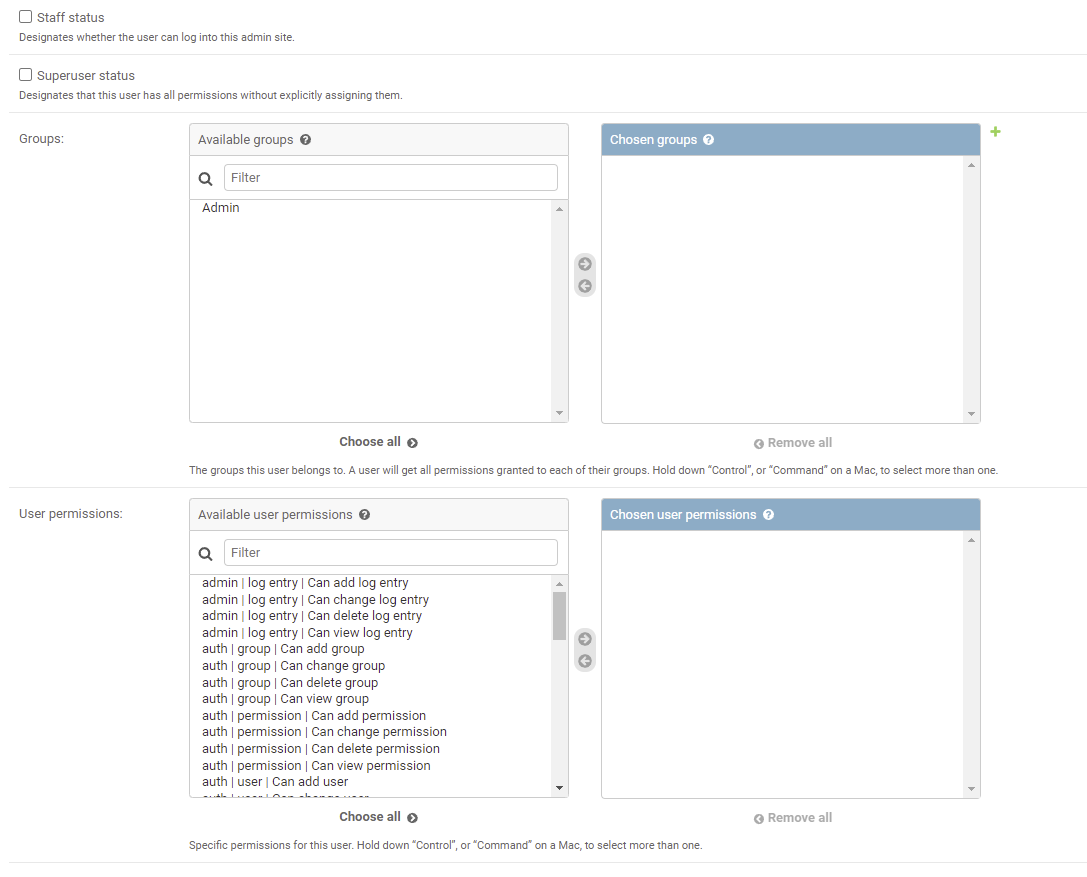 Staff status
Designates whether the user can log into this admin site.
Superuser status
Designates that this user has all permissions without explicitly assigning them.
Groups:
Available groups ?
Filter
Admin
Choose all
Chosen groups ?
Remove all
The groups this user belongs to. A user will get all permissions granted to each of their groups. Hold down “Control”, or “Command” on a Mac, to select more than one.
User permissions:
Available user permissions ?
Filter
admin | log entry | Can add log entry
admin | log entry | Can change log entry
admin | log entry | Can delete log entry
admin | log entry | Can view log entry
auth | group | Can add group
auth | group | Can change group
auth | group | Can delete group
auth | group | Can view group
auth | permission | Can add permission
auth | permission | Can change permission
auth | permission | Can delete permission
auth | permission | Can view permission
auth | user | Can add user
Choose all
Chosen user permissions ?
Remove all
Specific permissions for this user. Hold down “Control”, or “Command” on a Mac, to select more than one.